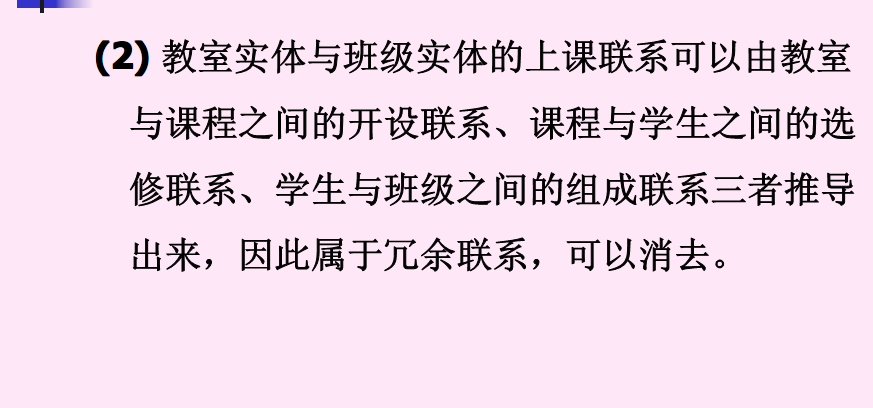 (2) 教室实体与班级实体的上课联系可以由教室
与课程之间的开设联系、课程与学生之间的选
修联系、学生与班级之间的组成联系三者推导
出来，因此属于冗余联系，可以消去。